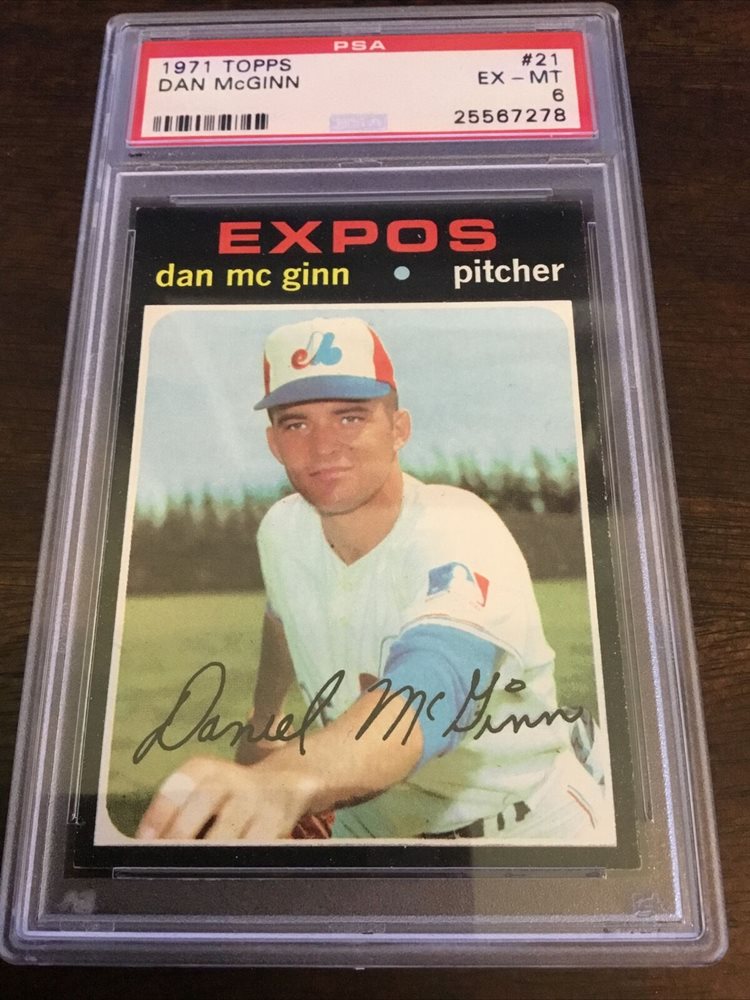 PSA
1971 TOPPS #21
DAN McGINN EX - MT
6
25567278
EXPOS
dan mc ginn • pitcher
Daniel McGinn